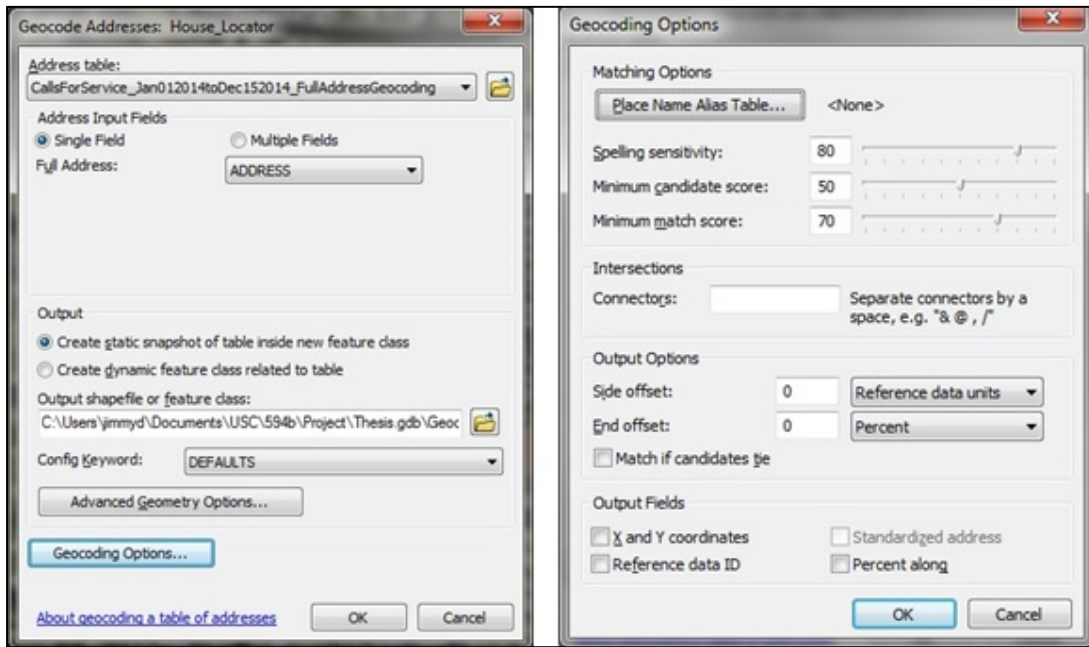 Geocode Addresses: House_Locator
Address table:
CallsForService_Jan012014toDec152014_FullAddressGeocoding
Address Input Fields
Single Field
Multiple Fields
Full Address:
ADDRESS
Output
Create static snapshot of table inside new feature class
Create dynamic feature class related to table
Output shapefile or feature class:
C:\Users\jimmyd\Documents\USC\594b\Project\Thesis.gdb\Geoc
Config Keyword:
DEFAULTS
Advanced Geometry Options...
Geocoding Options...
About geocoding a table of addresses
OK
Cancel
Geocoding Options
Matching Options
Place Name Alias Table...
<None>
Spelling sensitivity:
80
Minimum candidate score:
50
Minimum match score:
70
Intersections
Connectors:
Separate connectors by a
space, e.g. "& @ , /"
Output Options
Side offset:
0
Reference data units
End offset:
0
Percent
Match if candidates tie
Output Fields
X and Y coordinates
Standardized address
Reference data ID
Percent along
OK
Cancel